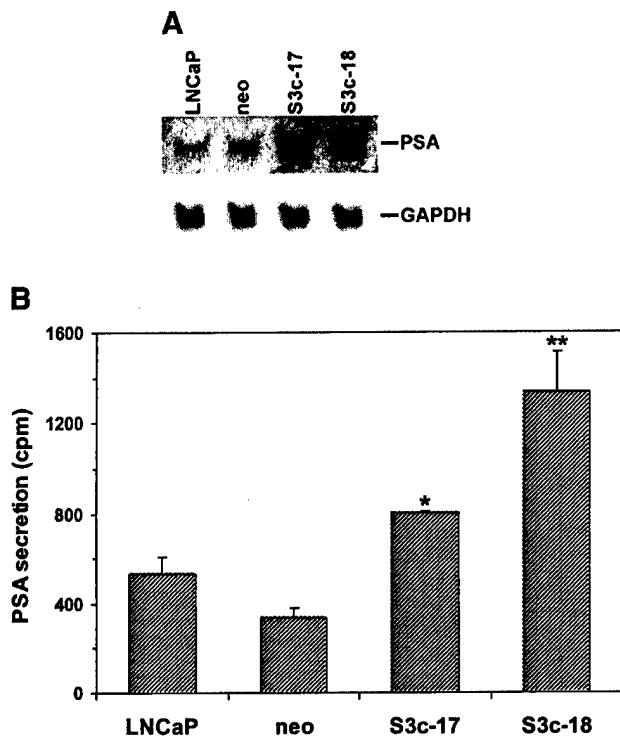 A
LNCaP
neo
S3c-17
S3c-18
PSA
GAPDH
B
PSA secretion (cpm)
1600
1200
800
400
0
*
**
LNCaP
neo
S3c-17
S3c-18